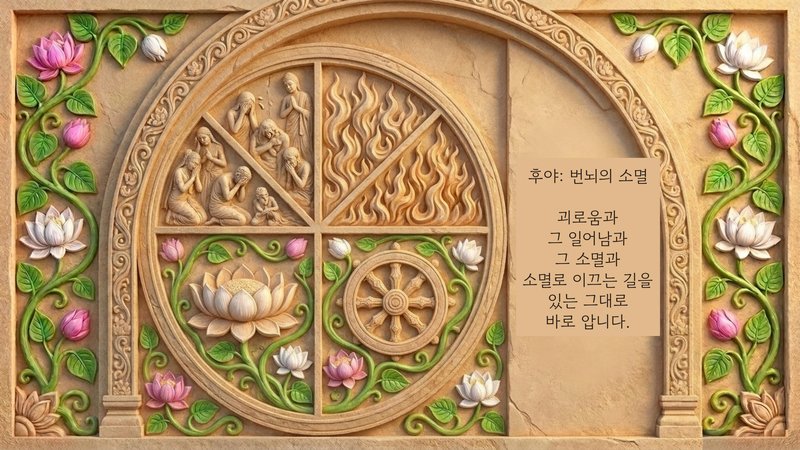 후야: 번뇌의 소멸
괴로움과
그 일어남과
그 소멸과
소멸로 이끄는 길을
있는 그대로
바로 압니다.